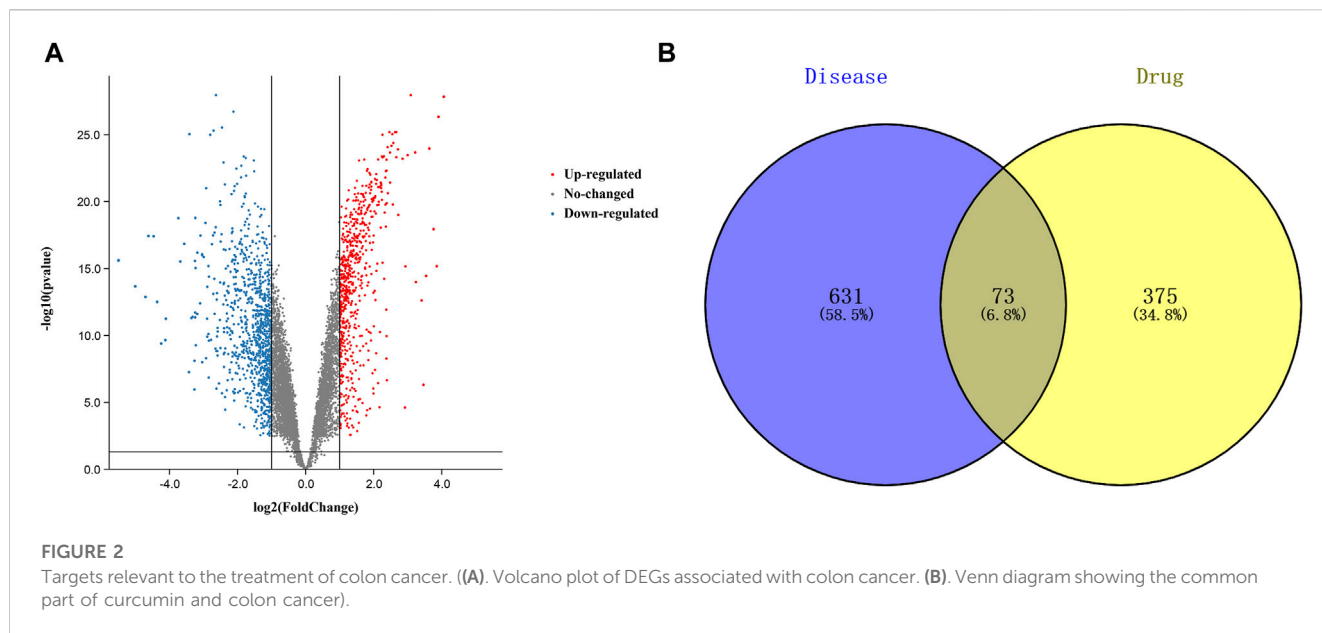 A
25.0
20.0
15.0
10.0
5.0
0.0
-log10(pvalue)
-4.0 -2.0 0.0 2.0 4.0
log2(FoldChange)
Up-regulated
No-changed
Down-regulated
B
Disease Drug
631 73 375
(58.5%) (6.8%) (34.8%)
FIGURE 2
Targets relevant to the treatment of colon cancer. ((A). Volcano plot of DEGs associated with colon cancer. (B). Venn diagram showing the common
part of curcumin and colon cancer).